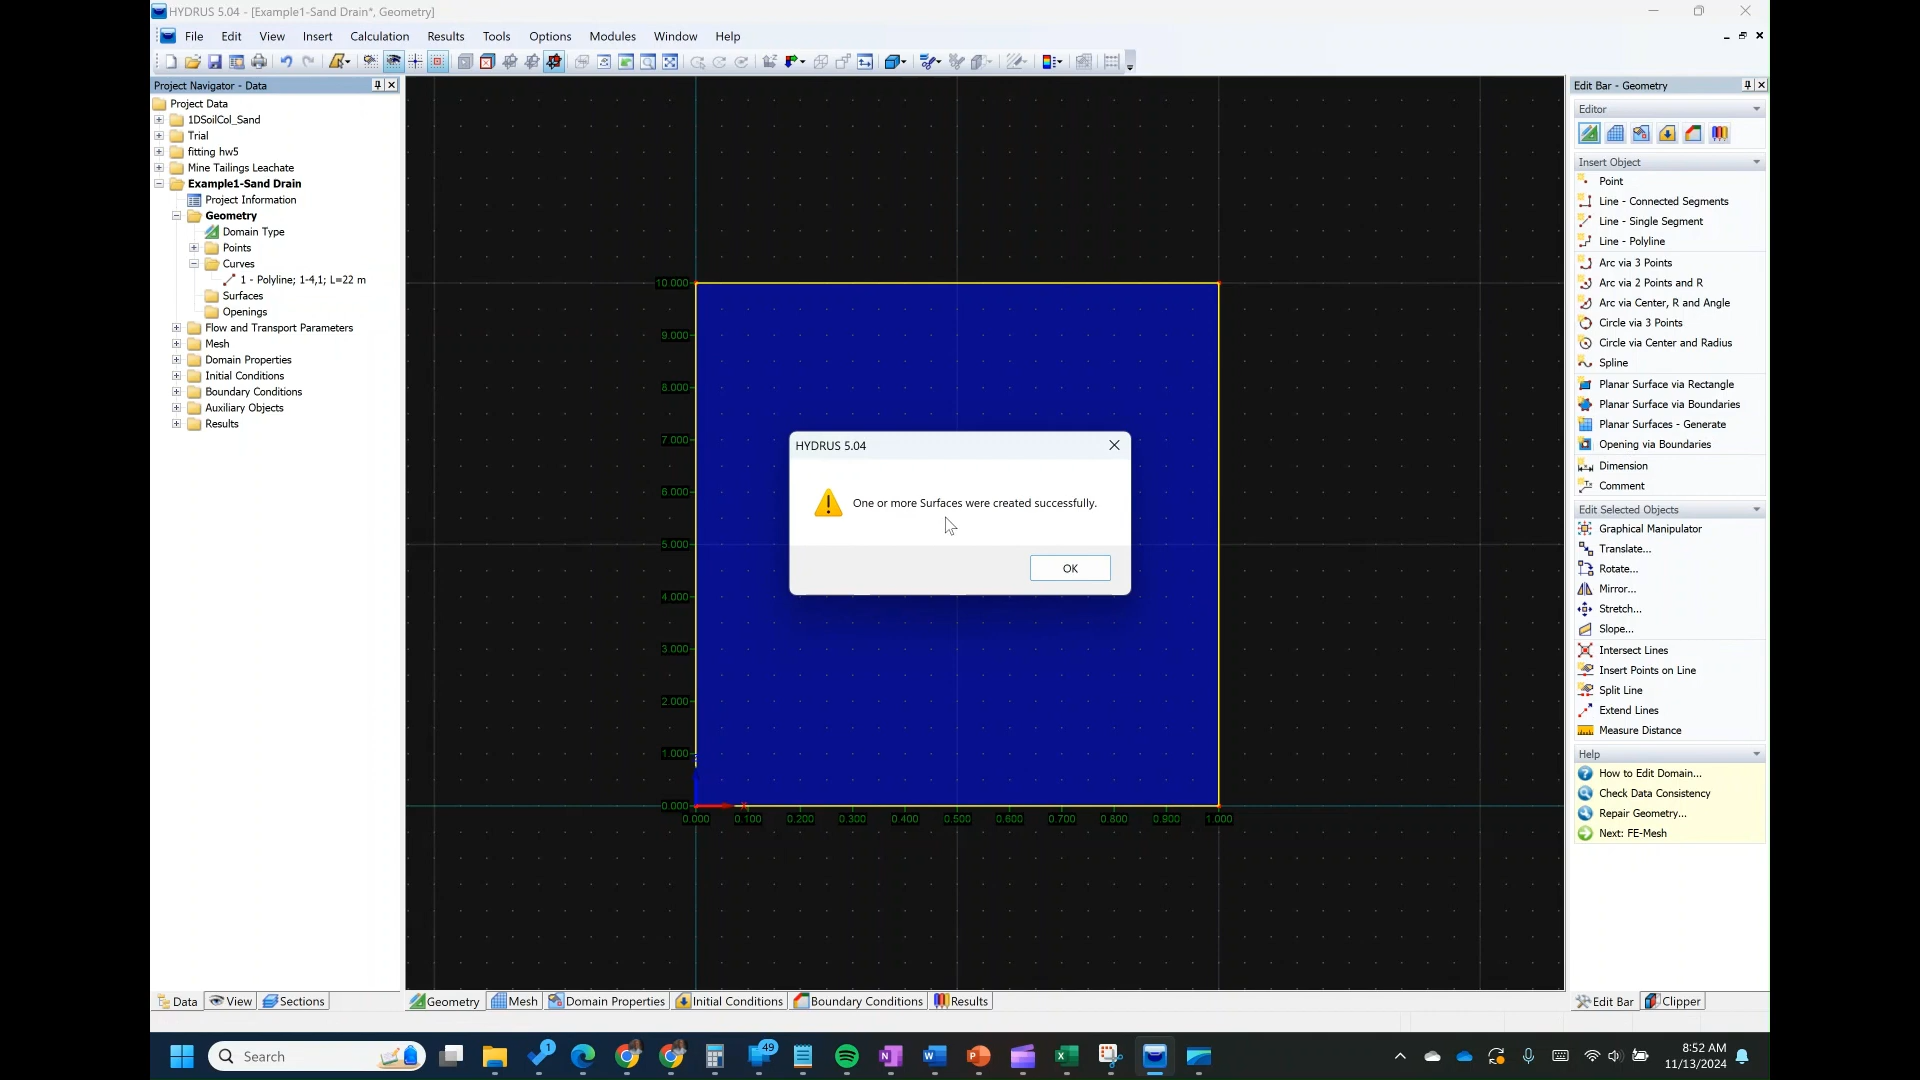 HYDRUS 5.04 - [Example1-Sand Drain*, Geometry]
File Edit View Insert Calculation Results Tools Options Modules Window Help
Project Navigator - Data
Project Data
1DSoilCol_Sand
Trial
fitting hw5
Mine Tailings Leachate
Example1-Sand Drain
Project Information
Geometry
Domain Type
Points
Curves
1 - Polyline; 1-4,1; L=22 m
Surfaces
Openings
Flow and Transport Parameters
Mesh
Domain Properties
Initial Conditions
Boundary Conditions
Auxiliary Objects
Results
10.000
9.000
8.000
7.000
6.000
5.000
4.000
3.000
2.000
1.000
0.000
0.000 0.100 0.200 0.300 0.400 0.500 0.600 0.700 0.800 0.900 1.000
X
HYDRUS 5.04
One or more Surfaces were created successfully.
OK
Edit Bar - Geometry
Editor
Insert Object
Point
Line - Connected Segments
Line - Single Segment
Line - Polyline
Arc via 3 Points
Arc via 2 Points and R
Arc via Center, R and Angle
Circle via 3 Points
Circle via Center and Radius
Spline
Planar Surface via Rectangle
Planar Surface via Boundaries
Planar Surfaces - Generate
Opening via Boundaries
Dimension
Comment
Edit Selected Objects
Graphical Manipulator
Translate...
Rotate...
Mirror...
Stretch...
Slope...
Intersect Lines
Insert Points on Line
Split Line
Extend Lines
Measure Distance
Help
How to Edit Domain...
Check Data Consistency
Repair Geometry...
Next: FE-Mesh
Data View Sections
Geometry Mesh Domain Properties Initial Conditions Boundary Conditions Results
Edit Bar Clipper
Search
1
49
8:52 AM
11/13/2024